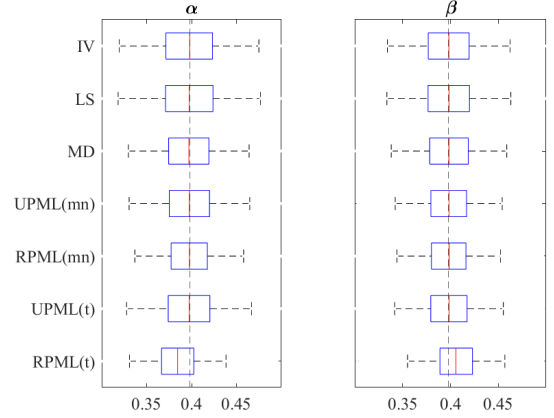 α β
IV
LS
MD
UPML(mn)
RPML(mn)
UPML(t)
RPML(t)
0.35 0.4 0.45 0.35 0.4 0.45